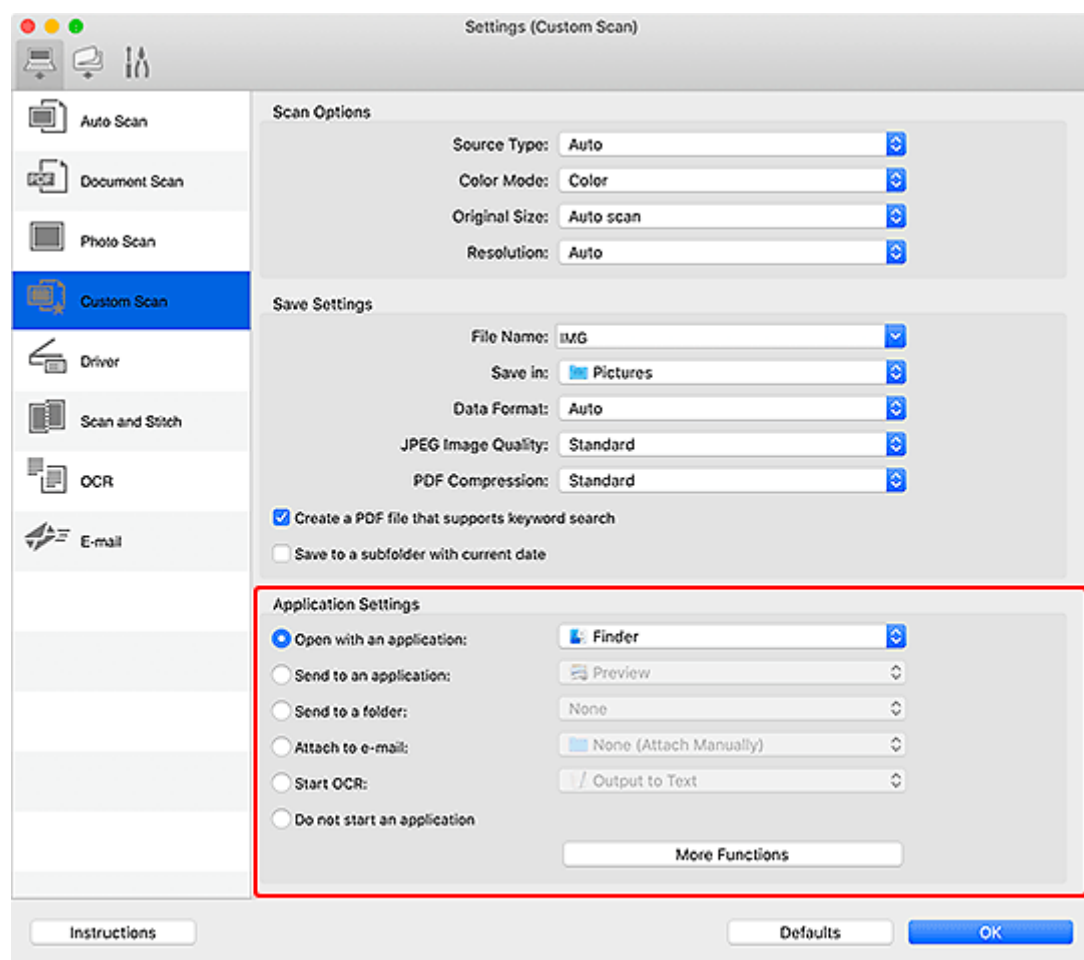 Settings (Custom Scan)
Auto Scan
Document Scan
Photo Scan
Custom Scan
Driver
Scan and Stitch
OCR
E-mail
Scan Options
Source Type: Auto
Color Mode: Color
Original Size: Auto scan
Resolution: Auto
Save Settings
File Name: IMG
Save in: Pictures
Data Format: Auto
JPEG Image Quality: Standard
PDF Compression: Standard
Create a PDF file that supports keyword search
Save to a subfolder with current date
Application Settings
Open with an application: Finder
Send to an application: Preview
Send to a folder: None
Attach to e-mail: None (Attach Manually)
Start OCR: Output to Text
Do not start an application
More Functions
Instructions Defaults OK